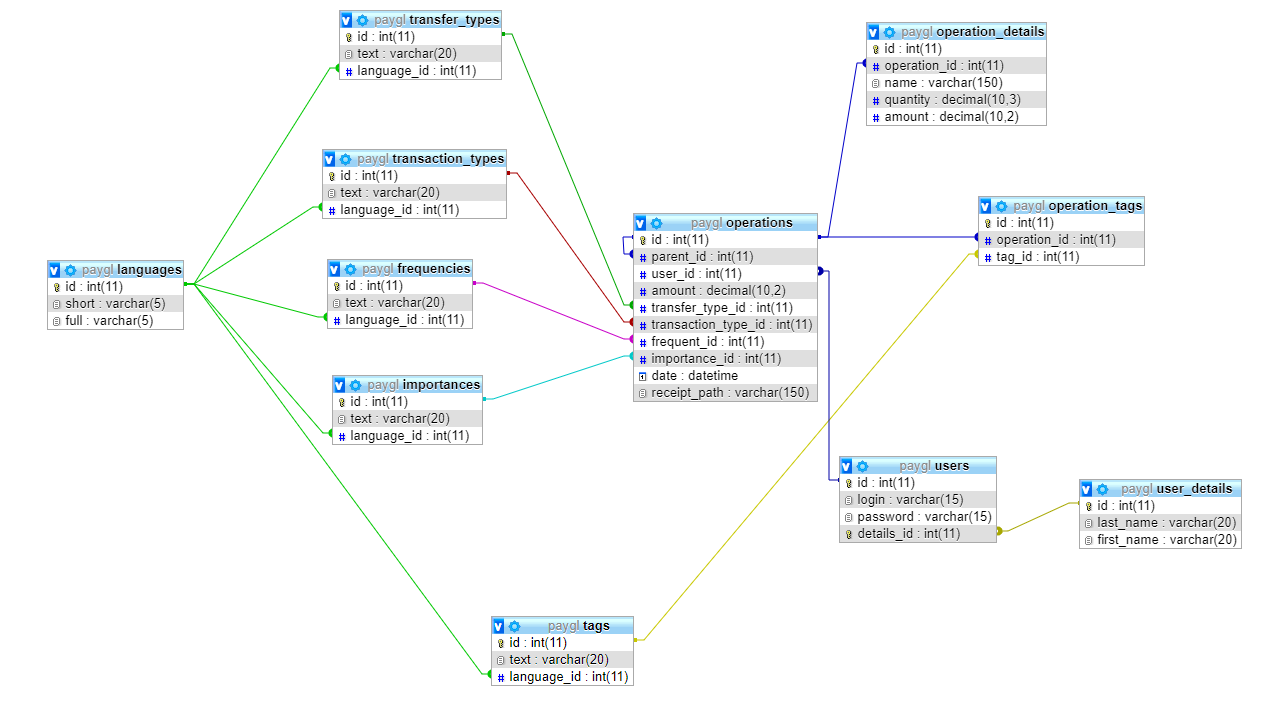 paygl transfer_types
id : int(11)
text : varchar(20)
language_id : int(11)
paygl operation_details
id : int(11)
operation_id : int(11)
name : varchar(150)
quantity : decimal(10,3)
amount : decimal(10,2)
paygl transaction_types
id : int(11)
text : varchar(20)
language_id : int(11)
paygl operation_tags
id : int(11)
operation_id : int(11)
tag_id : int(11)
paygl operations
id : int(11)
parent_id : int(11)
user_id : int(11)
amount : decimal(10,2)
transfer_type_id : int(11)
transaction_type_id : int(11)
frequent_id : int(11)
importance_id : int(11)
date : datetime
receipt_path : varchar(150)
paygl languages
id : int(11)
short : varchar(5)
full : varchar(5)
paygl frequencies
id : int(11)
text : varchar(20)
language_id : int(11)
paygl importances
id : int(11)
text : varchar(20)
language_id : int(11)
paygl users
id : int(11)
login : varchar(15)
password : varchar(15)
details_id : int(11)
paygl user_details
id : int(11)
last_name : varchar(20)
first_name : varchar(20)
paygl tags
id : int(11)
text : varchar(20)
language_id : int(11)